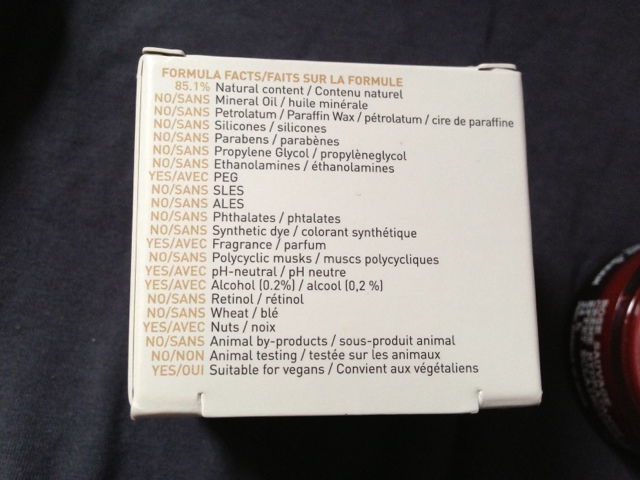 FORMULA FACTS/FAITS SUR LA FORMULE
85.1% Natural content / Contenu naturel
NO/SANS Mineral Oil / huile minérale
NO/SANS Petrolatum / Paraffin Wax / pétrolatum / cire de paraffine
NO/SANS Silicones / silicones
NO/SANS Parabens / parabènes
NO/SANS Propylene Glycol / propylèneglycol
NO/SANS Ethanolamines / éthanolamines
YES/AVEC PEG
NO/SANS SLES
NO/SANS ALES
NO/SANS Phthalates / phtalates
NO/SANS Synthetic dye / colorant synthétique
YES/AVEC Fragrance / parfum
NO/SANS Polycyclic musks / muscs polycycliques
YES/AVEC pH-neutral / pH neutre
YES/AVEC Alcohol (0.2%) / alcool (0,2 %)
NO/SANS Retinol / rétinol
NO/SANS Wheat / blé
YES/AVEC Nuts / noix
NO/SANS Animal by-products / sous-produit animal
NO/NON Animal testing / testée sur les animaux
YES/OUI Suitable for vegans / Convient aux végétaliens